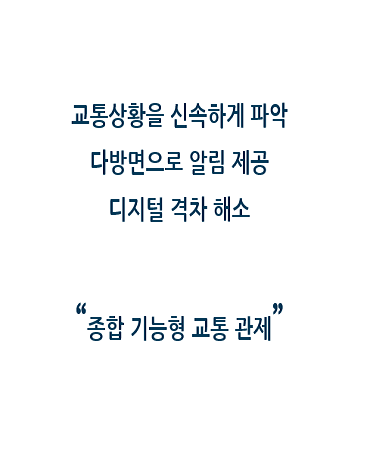 교통상황을 신속하게 파악
다방면으로 알림 제공
디지털 격차 해소
“종합 기능형 교통 관제”